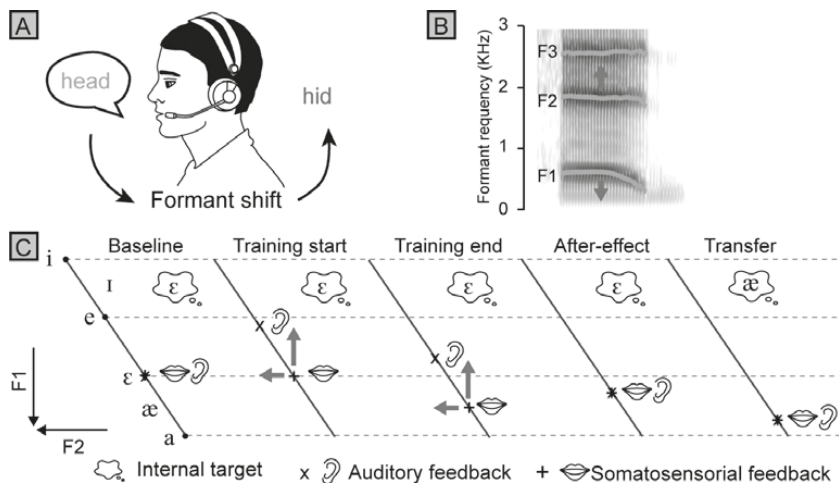 A
head
hid
Formant shift
B
Formant requency (KHz)
3
2
1
0
F3
F2
F1
C
Baseline Training start Training end After-effect Transfer
i
ɪ
e
ɛ
æ
a
ɛ ɛ ɛ ɛ æ
F1
F2
Internal target x Auditory feedback + Somatosensorial feedback